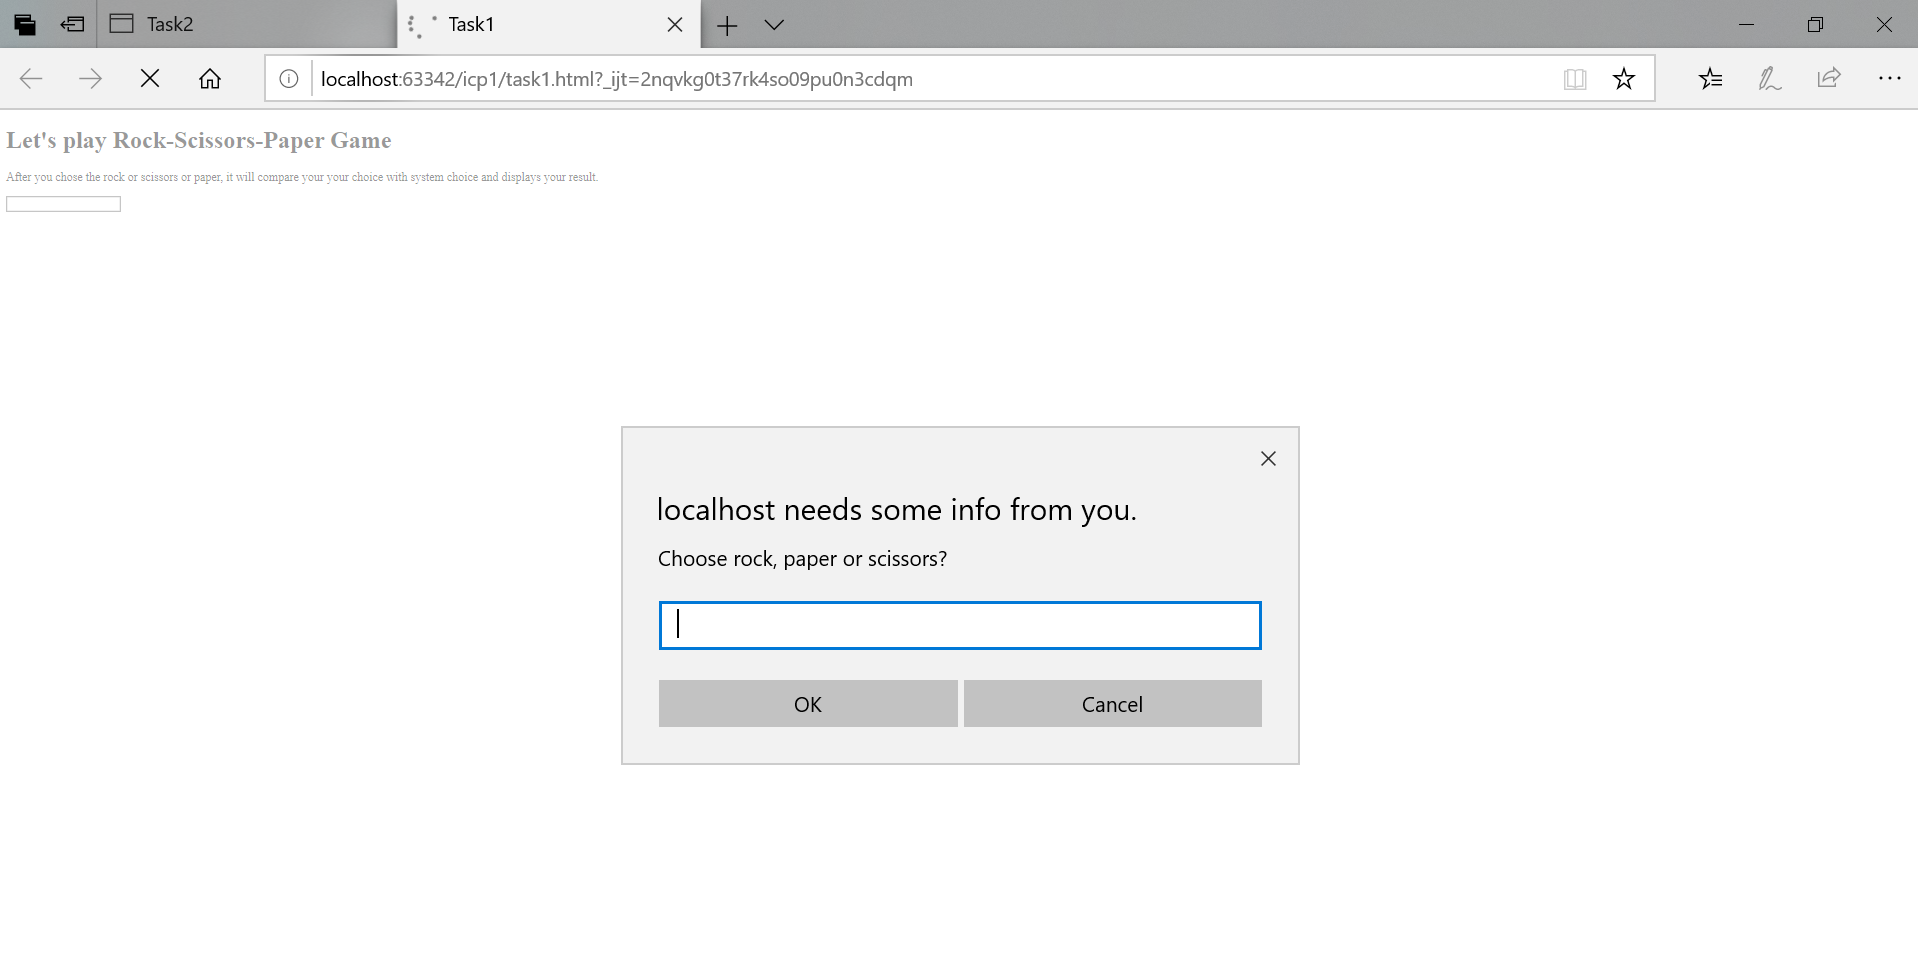 Task2
Task1
localhost:63342/icp1/task1.html?_ijt=2nqvkg0t37rk4so09pu0n3cdqm
Let's play Rock-Scissors-Paper Game
After you chose the rock or scissors or paper, it will compare your your choice with system choice and displays your result.
localhost needs some info from you.
Choose rock, paper or scissors?
OK
Cancel